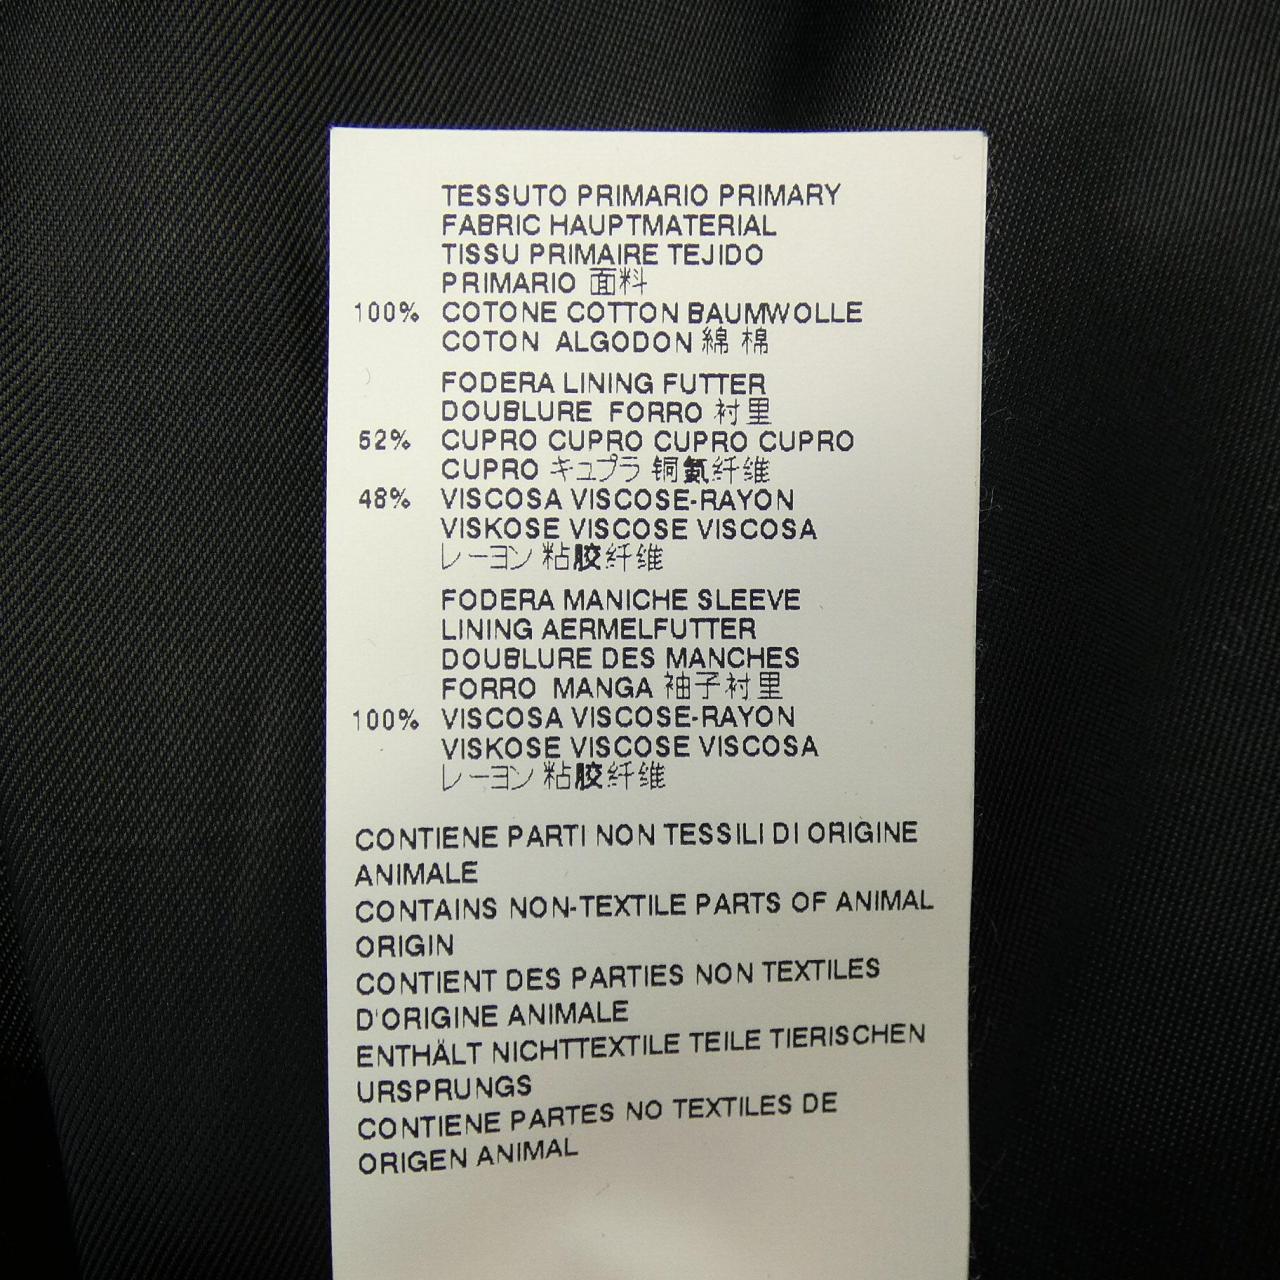 TESSUTO PRIMARIO PRIMARY
FABRIC HAUPTMATERIAL
TISSU PRIMAIRE TEJIDO
PRIMARIO 面料
100% COTONE COTTON BAUMWOLLE
COTON ALGODON 綿 棉
FODERA LINING FUTTER
DOUBLURE FORRO 衬里
52% CUPRO CUPRO CUPRO CUPRO
CUPRO キュプラ 铜氨纤维
48% VISCOSA VISCOSE-RAYON
VISKOSE VISCOSE VISCOSA
レーヨン 粘胶纤维
FODERA MANICHE SLEEVE
LINING AERMELFUTTER
DOUBLURE DES MANCHES
FORRO MANGA 袖子衬里
100% VISCOSA VISCOSE-RAYON
VISKOSE VISCOSE VISCOSA
レーヨン 粘胶纤维
CONTIENE PARTI NON TESSILI DI ORIGINE
ANIMALE
CONTAINS NON-TEXTILE PARTS OF ANIMAL
ORIGIN
CONTIENT DES PARTIES NON TEXTILES
D'ORIGINE ANIMALE
ENTHÄLT NICHTTEXTILE TEILE TIERISCHEN
URSPRUNGS
CONTIENE PARTES NO TEXTILES DE
ORIGEN ANIMAL